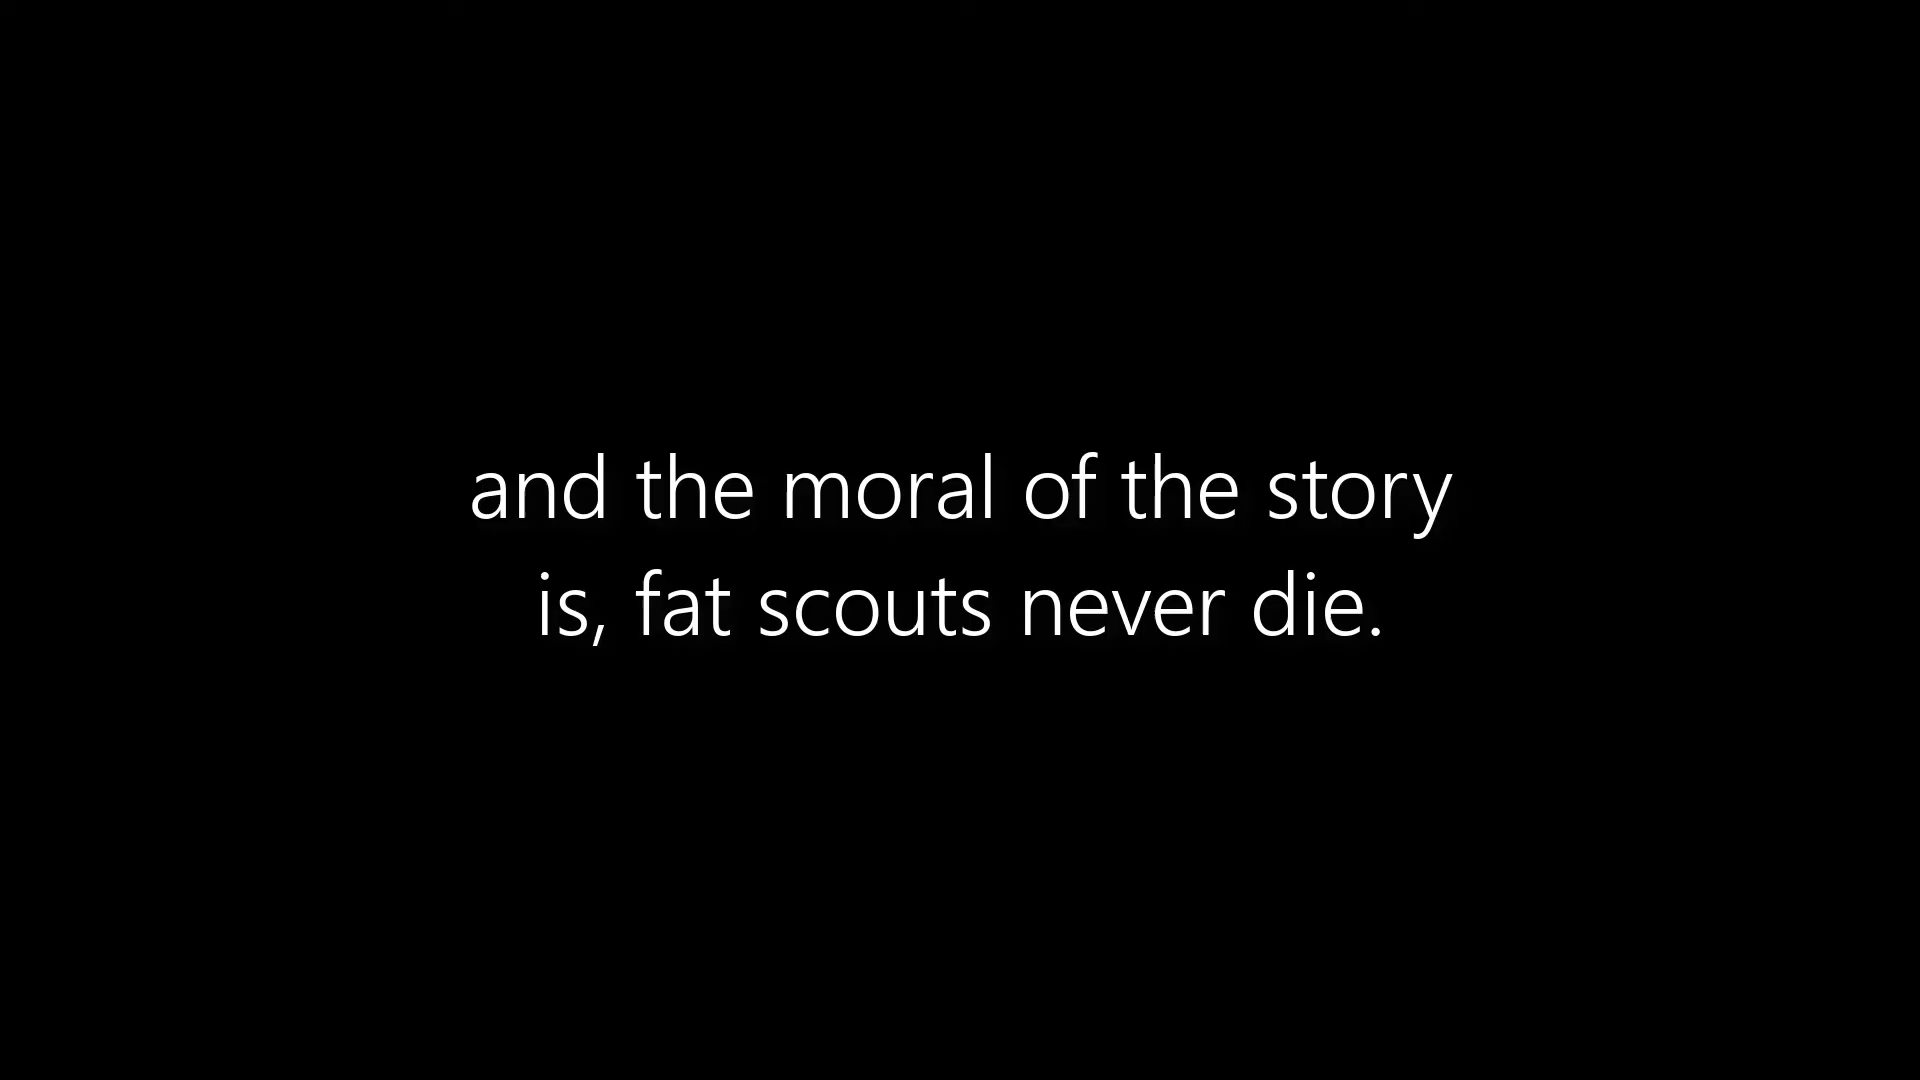 and the moral of the story
is, fat scouts never die.